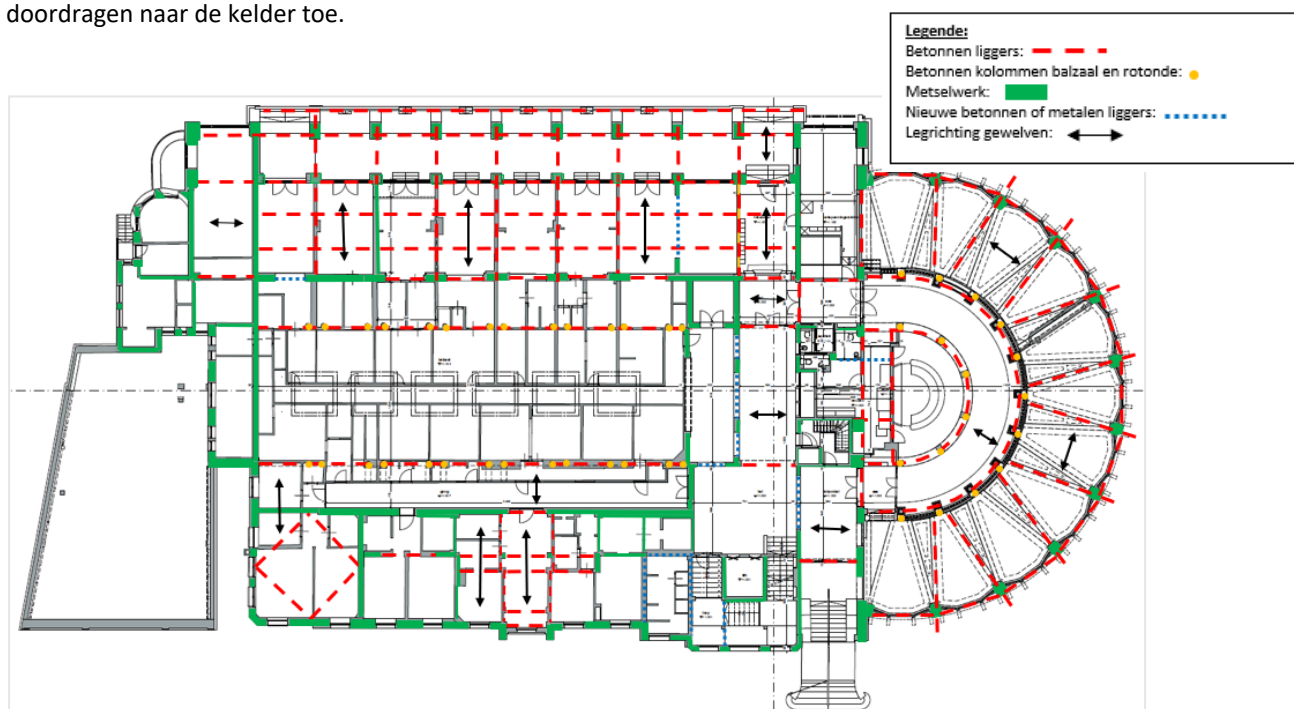 doordragen naar de kelder toe.
Legende:
Betonnen liggers:
Betonnen kolommen balzaal en rotonde:
Metselwerk:
Nieuwe betonnen of metalen liggers:
Legrichting gewelven: